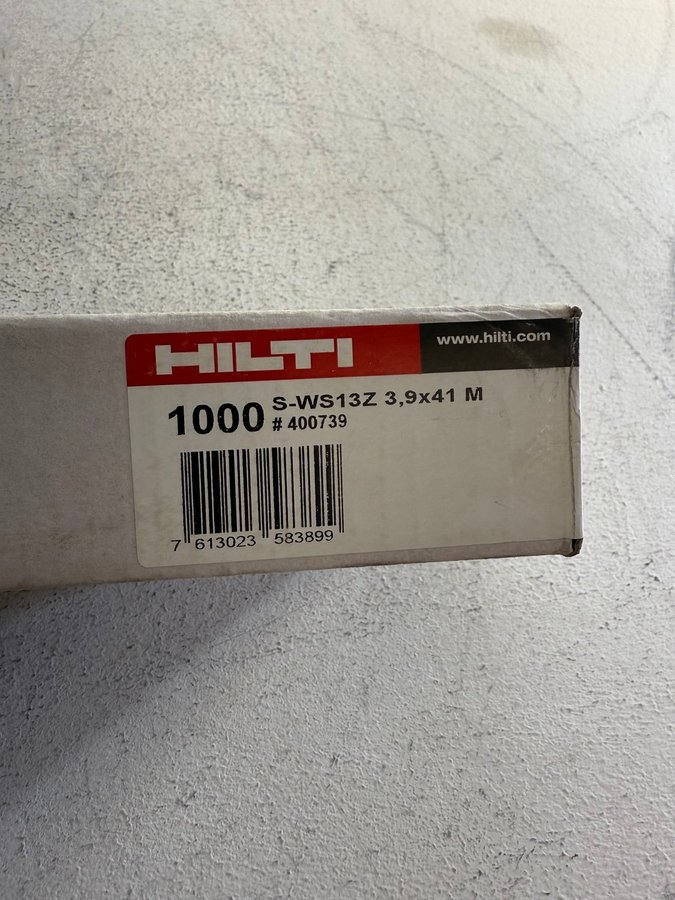 HILTI
www.hilti.com
1000 S-WS13Z 3,9x41 M
# 400739
7 613023 583899